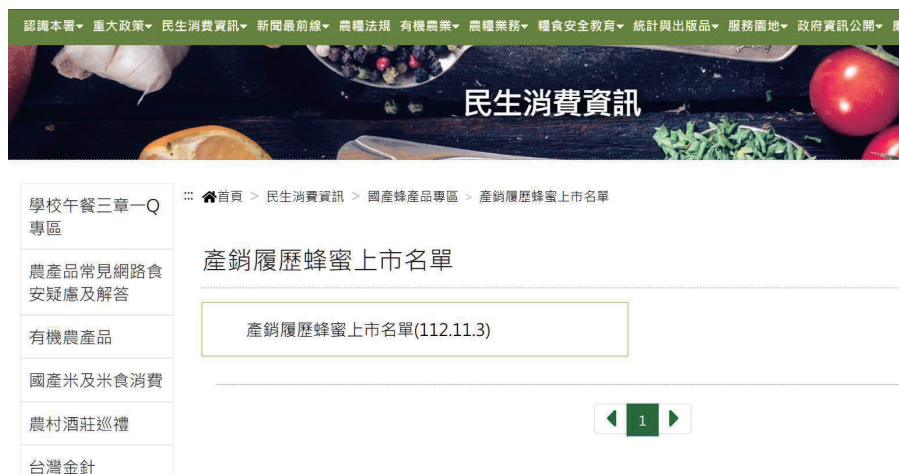 認識本署 重大政策 民生消費資訊 新聞最前線 農糧法規 有機農業 農糧業務 糧食安全教育 統計與出版品 服務園地 政府資訊公開
民生消費資訊
::: 首頁 > 民生消費資訊 > 國產蜂產品專區 > 產銷履歷蜂蜜上市名單
學校午餐三章一Q
專區
農產品常見網路食
安疑慮及解答
有機農產品
國產米及米食消費
農村酒莊巡禮
台灣金針
產銷履歷蜂蜜上市名單
產銷履歷蜂蜜上市名單(112.11.3)
1